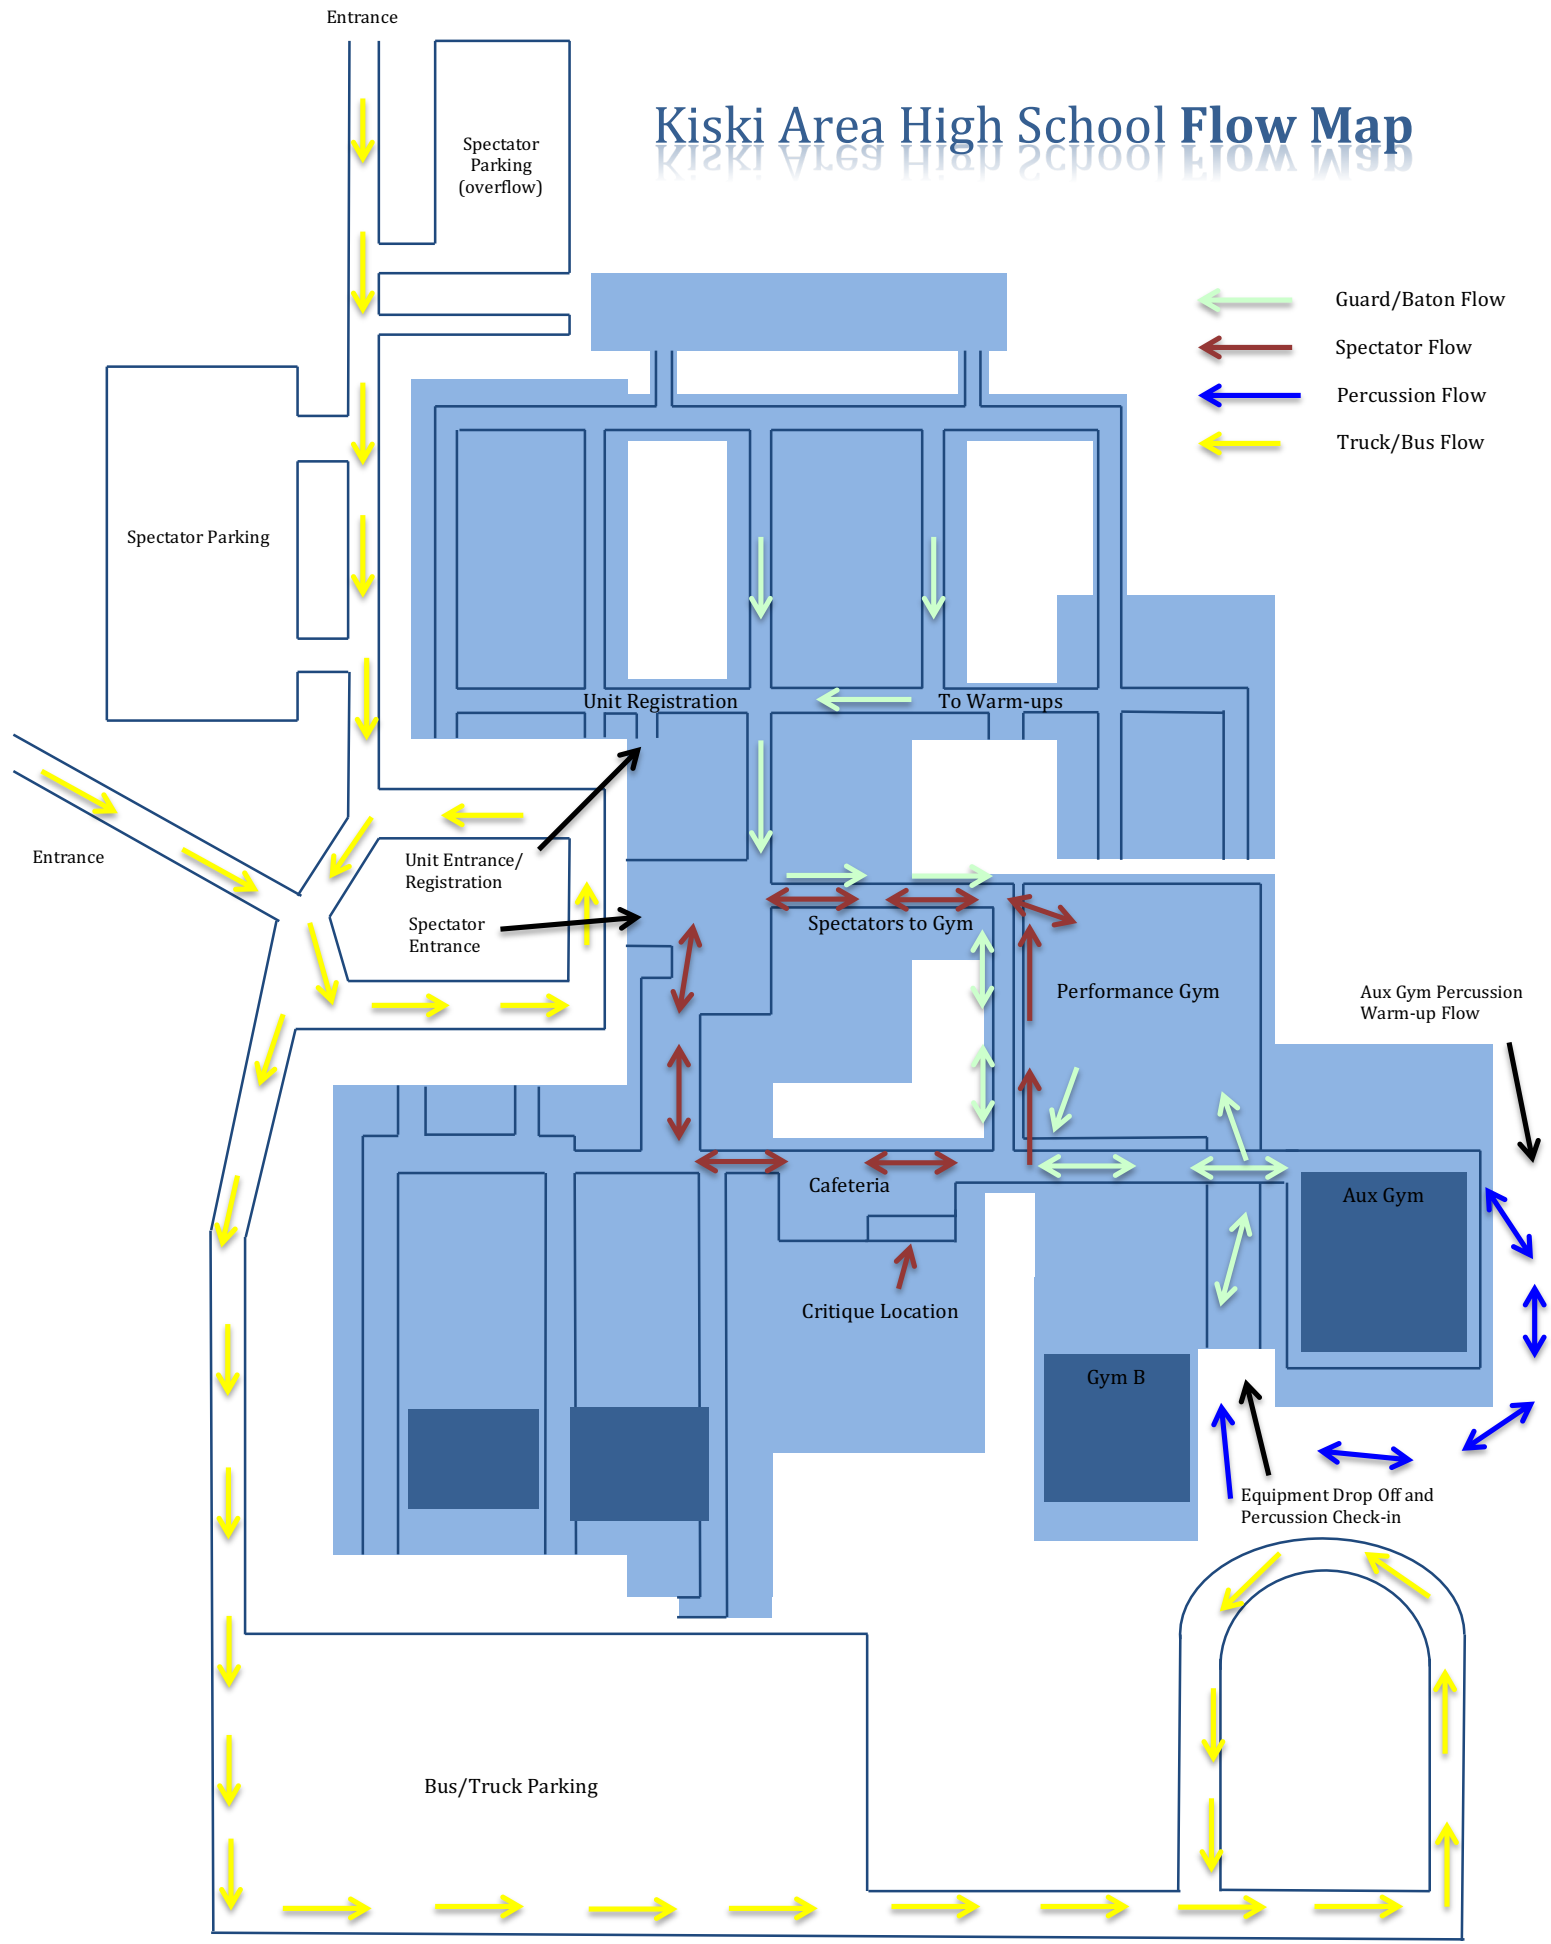 Entrance
Kiski Area High School Flow Map
Spectator
Parking
(overflow)
Guard/Baton Flow
Spectator Flow
Percussion Flow
Truck/Bus Flow
Spectator Parking
Unit Registration
To Warm-ups
Entrance
Unit Entrance/
Registration
Spectator
Entrance
Spectators to Gym
Performance Gym
Aux Gym Percussion
Warm-up Flow
Cafeteria
Aux Gym
Critique Location
Gym B
Equipment Drop Off and
Percussion Check-in
Bus/Truck Parking